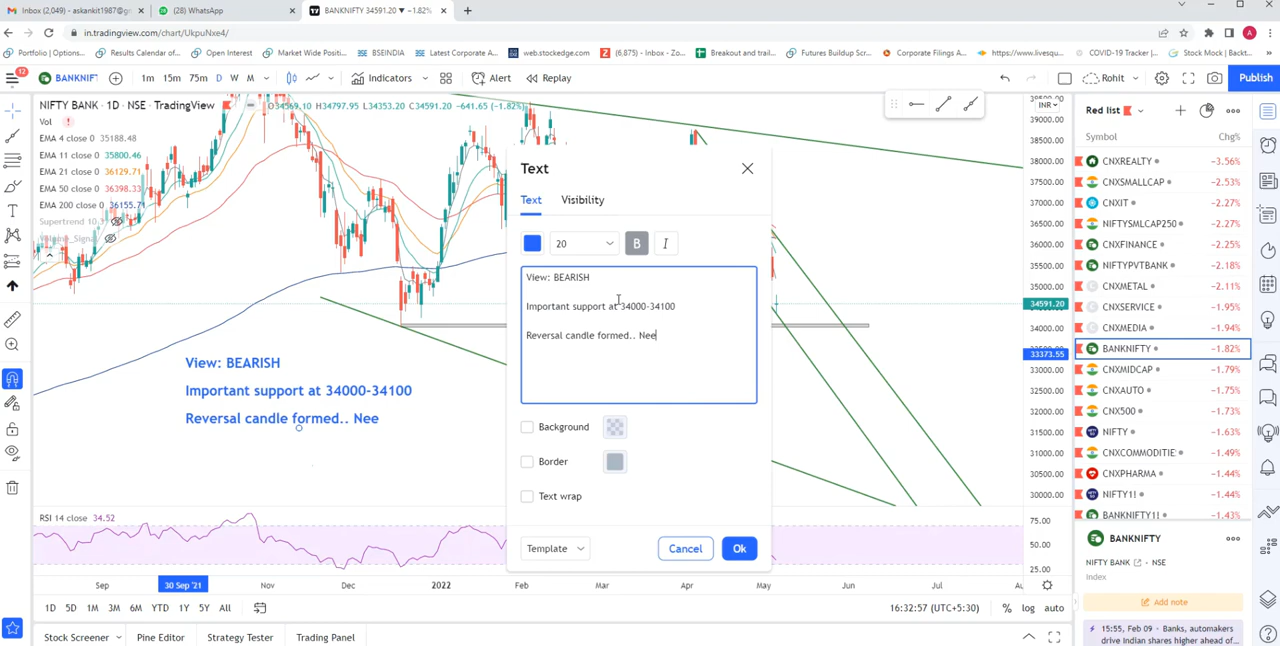 Inbox (2,049) - askankit1987@g
(28) WhatsApp
BANKNIFTY 34591.20 ▼ −1.82%
in.tradingview.com/chart/UkpuNxe4/
Portfolio | Options...
Results Calendar of...
Open Interest
Market Wide Positi...
BSEINDIA
Latest Corporate A...
web.stockedge.com
(6,875) - Inbox - Zo...
Breakout and trail...
Futures Buildup Scr...
Corporate Filings A...
https://www.livesqu...
COVID-19 Tracker |...
Stock Mock | Backt...
12
BANKNIF
1m 15m 75m D W M
Indicators
Alert
Replay
Rohit
Publish
NIFTY BANK · 1D · NSE · TradingView
O34569.10 H34797.95 L34353.20 C34591.20 −641.65 (−1.82%)
Vol
EMA 4 close 0 35188.48
EMA 11 close 0 35800.46
EMA 21 close 0 36129.71
EMA 50 close 0 36398.33
EMA 200 close 0 36155.71
Supertrend 10
View: BEARISH
Important support at 34000-34100
Reversal candle formed.. Nee
Text
Text
Visibility
20
B
I
View: BEARISH
Important support at 34000-34100
Reversal candle formed.. Nee
Background
Border
Text wrap
Template
Cancel
Ok
INR
39000.00
38500.00
38000.00
37500.00
37000.00
36500.00
36000.00
35500.00
35000.00
34591.20
34000.00
33373.55
33000.00
32500.00
32000.00
31500.00
31000.00
30500.00
30000.00
RSI 14 close 34.52
75.00
50.00
25.00
Sep
30 Sep '21
Nov
Dec
2022
Feb
Mar
Apr
May
Jun
Jul
1D 5D 1M 3M 6M YTD 1Y 5Y All
16:32:57 (UTC+5:30)
% log auto
Stock Screener
Pine Editor
Strategy Tester
Trading Panel
Red list
Symbol
Chg%
CNXREALTY −3.56%
CNXSMALLCAP −2.53%
CNXIT −2.27%
NIFTYSMLCAP250 −2.27%
CNXFINANCE −2.25%
NIFTYPVTBANK −2.18%
CNXMETAL −2.11%
CNXSERVICE −1.95%
CNXMEDIA −1.94%
BANKNIFTY −1.82%
CNXMIDCAP −1.79%
CNXAUTO −1.75%
CNX500 −1.73%
NIFTY −1.63%
CNXCOMMODITIE −1.49%
CNXPHARMA −1.44%
NIFTY1! −1.44%
BANKNIFTY1! −1.43%
BANKNIFTY
NIFTY BANK
NSE
Index
Add note
15:55, Feb 09 - Banks, automakers
drive Indian shares higher ahead of...